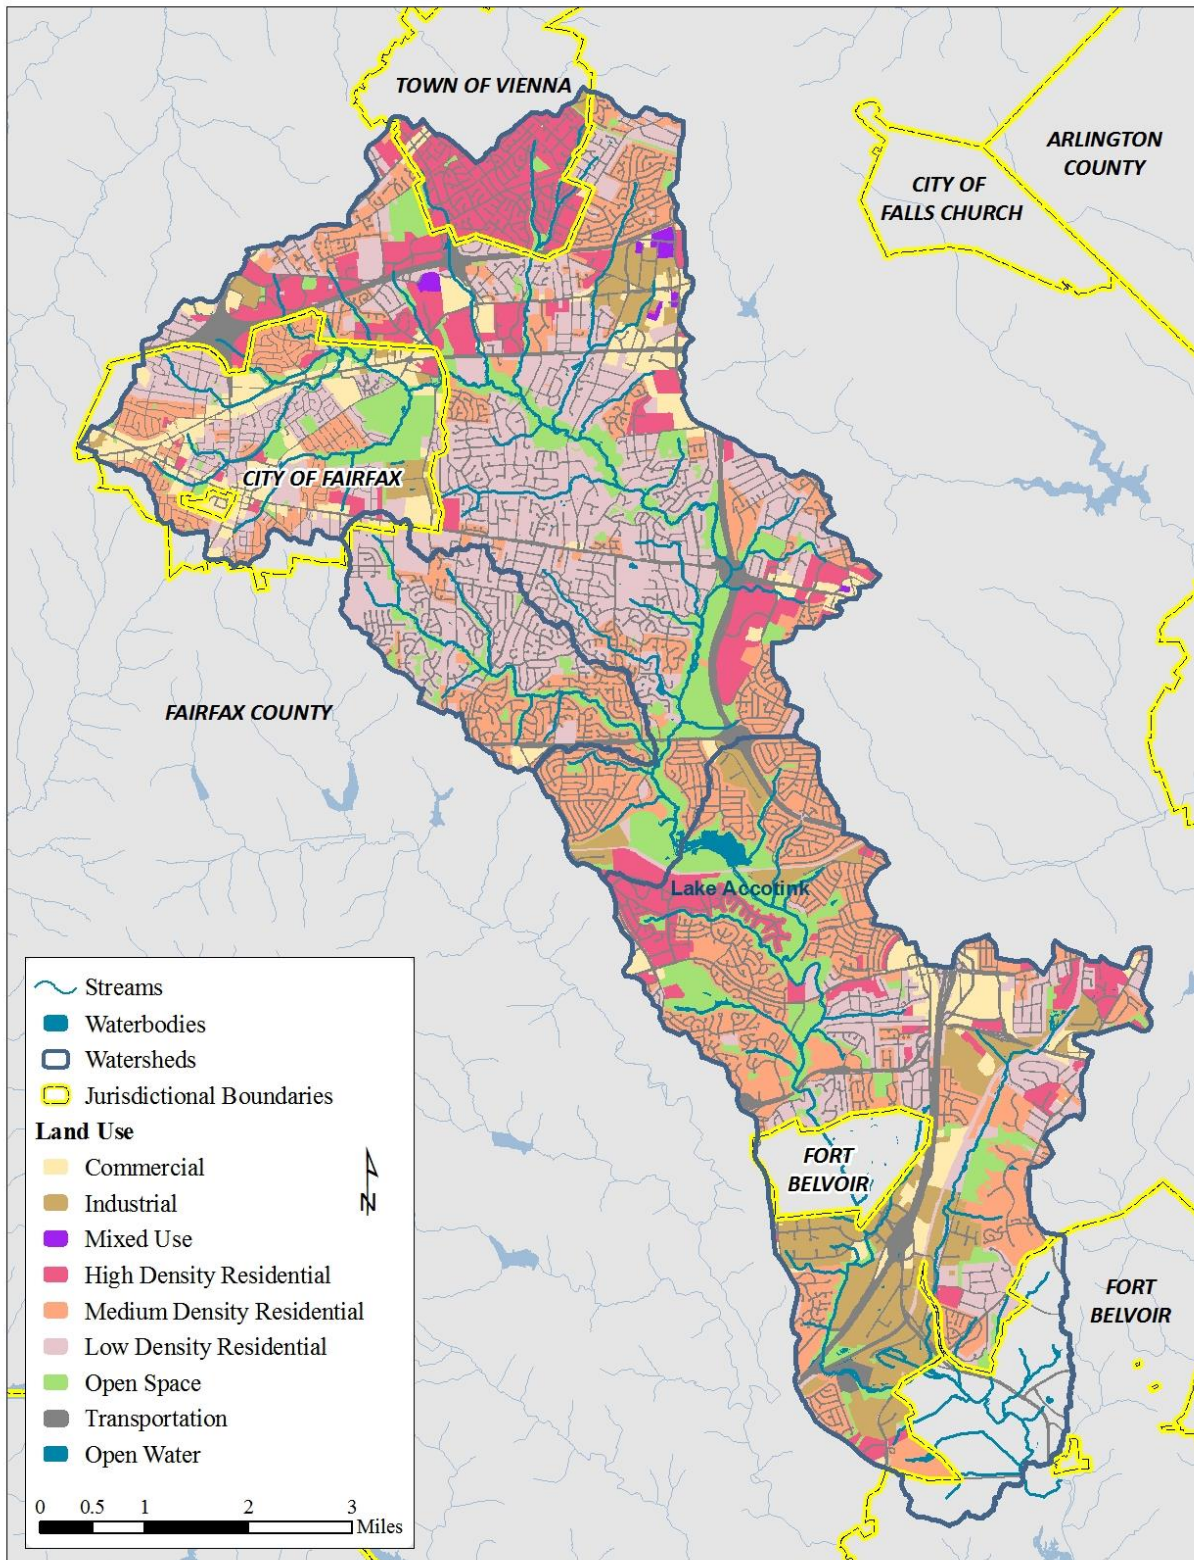 TOWN OF VIENNA
ARLINGTON
COUNTY
CITY OF
FALLS CHURCH
CITY OF FAIRFAX
FAIRFAX COUNTY
Lake Accotink
FORT
BELVOIR
FORT
BELVOIR
Streams
Waterbodies
Watersheds
Jurisdictional Boundaries
Land Use
Commercial
Industrial
Mixed Use
High Density Residential
Medium Density Residential
Low Density Residential
Open Space
Transportation
Open Water
N
0 0.5 1 2 3
Miles